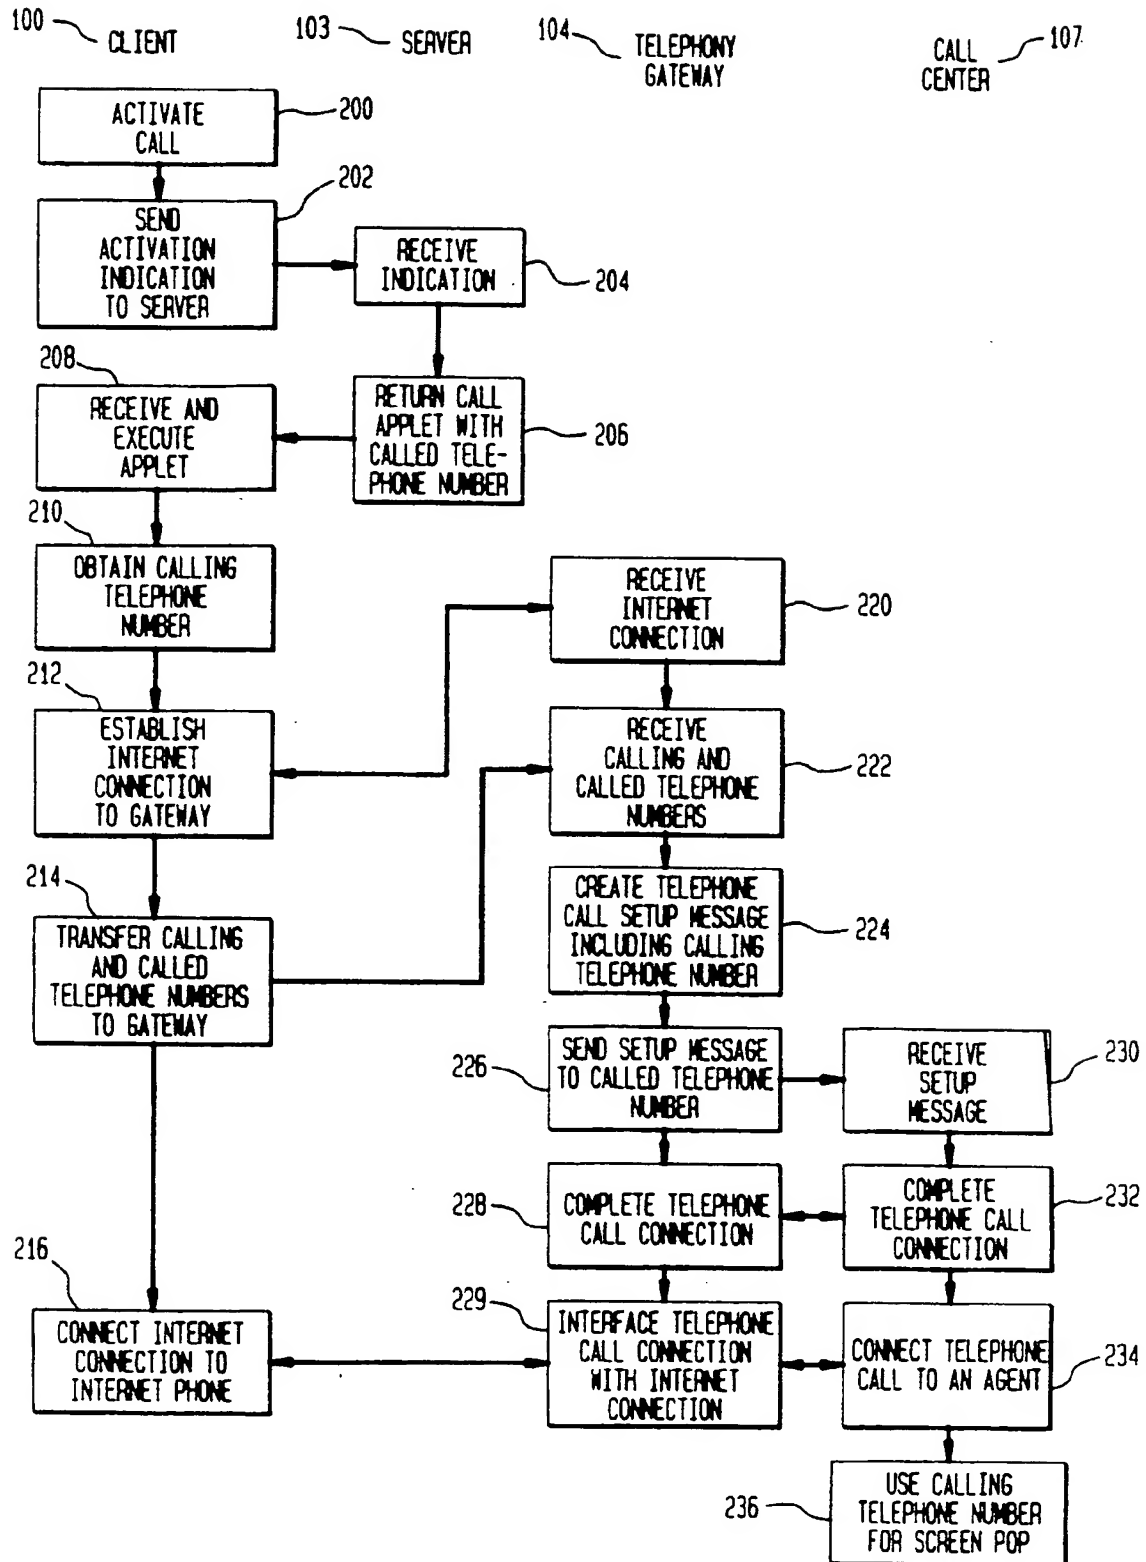 100 CLIENT
103 SERVER
104 TELEPHONY
GATEWAY
CALL
CENTER 107
ACTIVATE
CALL
200
SEND
ACTIVATION
INDICATION
TO SERVER
202
RECEIVE
INDICATION
204
RETURN CALL
APPLET WITH
CALLED TELE-
PHONE NUMBER
206
208
RECEIVE AND
EXECUTE
APPLET
210
OBTAIN CALLING
TELEPHONE
NUMBER
212
ESTABLISH
INTERNET
CONNECTION
TO GATEWAY
214
TRANSFER CALLING
AND CALLED
TELEPHONE NUMBERS
TO GATEWAY
216
CONNECT INTERNET
CONNECTION TO
INTERNET PHONE
RECEIVE
INTERNET
CONNECTION
220
RECEIVE
CALLING AND
CALLED TELEPHONE
NUMBERS
222
CREATE TELEPHONE
CALL SETUP MESSAGE
INCLUDING CALLING
TELEPHONE NUMBER
224
226
SEND SETUP MESSAGE
TO CALLED TELEPHONE
NUMBER
228
COMPLETE TELEPHONE
CALL CONNECTION
229
INTERFACE TELEPHONE
CALL CONNECTION
WITH INTERNET
CONNECTION
RECEIVE
SETUP
MESSAGE
230
COMPLETE
TELEPHONE CALL
CONNECTION
232
CONNECT TELEPHONE
CALL TO AN AGENT
234
236
USE CALLING
TELEPHONE NUMBER
FOR SCREEN POP